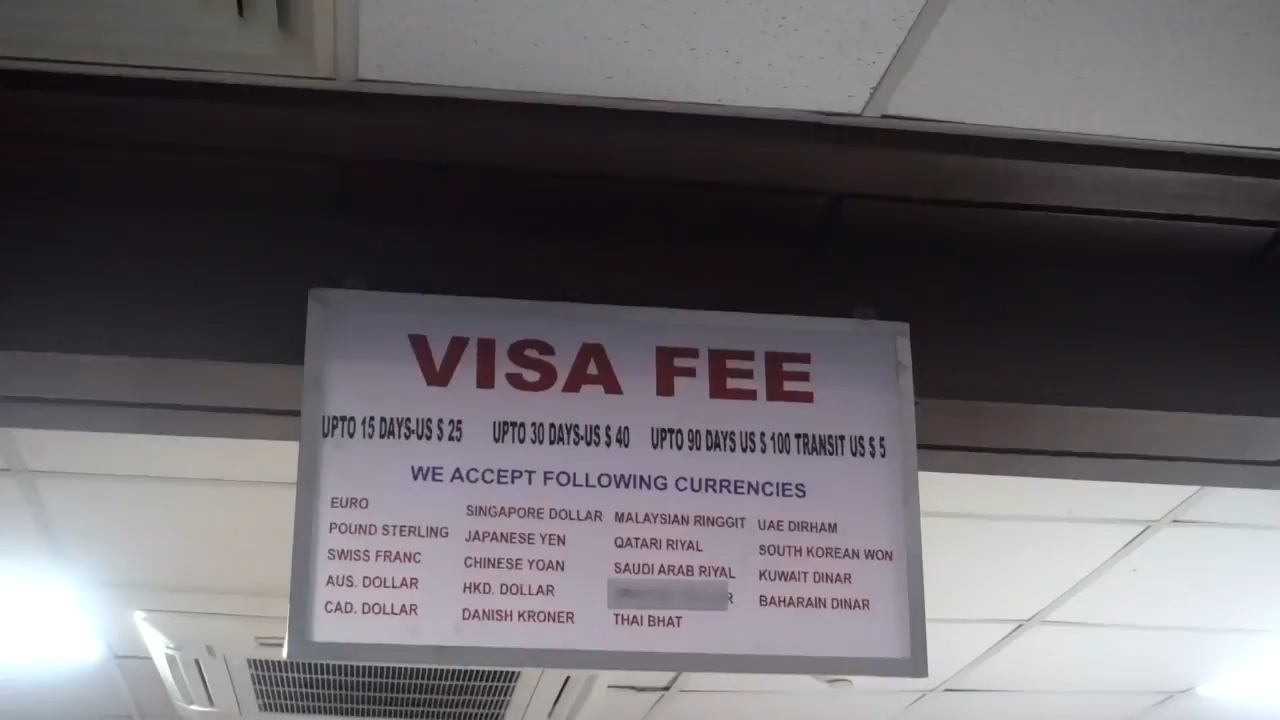 VISA FEE
UPTO 15 DAYS-US $ 25 UPTO 30 DAYS-US $ 40 UPTO 90 DAYS US $ 100 TRANSIT US $ 5
WE ACCEPT FOLLOWING CURRENCIES
EURO SINGAPORE DOLLAR MALAYSIAN RINGGIT UAE DIRHAM
POUND STERLING JAPANESE YEN QATARI RIYAL SOUTH KOREAN WON
SWISS FRANC CHINESE YOAN SAUDI ARAB RIYAL KUWAIT DINAR
AUS. DOLLAR HKD. DOLLAR BAHARAIN DINAR
CAD. DOLLAR DANISH KRONER THAI BHAT